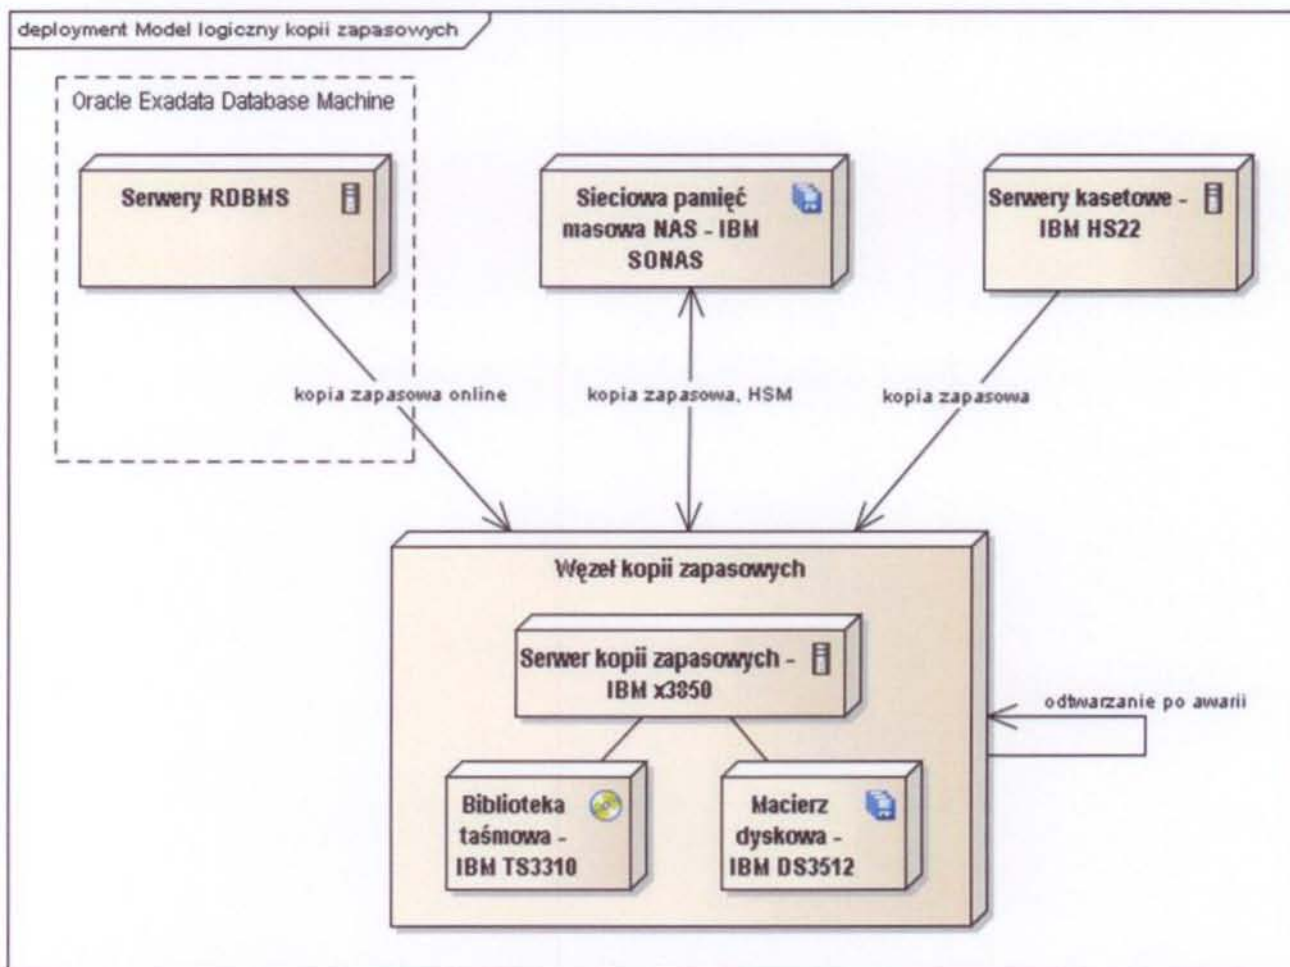 deployment Model logiczny kopii zapasowych
Oracle Exadata Database Machine
Serwery RDBMS
Sieciowa pamięć
masowa NAS - IBM
SONAS
Serwery kasetowe -
IBM HS22
kopia zapasowa online
kopia zapasowa, HSM
kopia zapasowa
Węzeł kopii zapasowych
Serwer kopii zapasowych -
IBM x3850
odtwarzanie po awarii
Biblioteka
taśmowa -
IBM TS3310
Macierz
dyskowa -
IBM DS3512